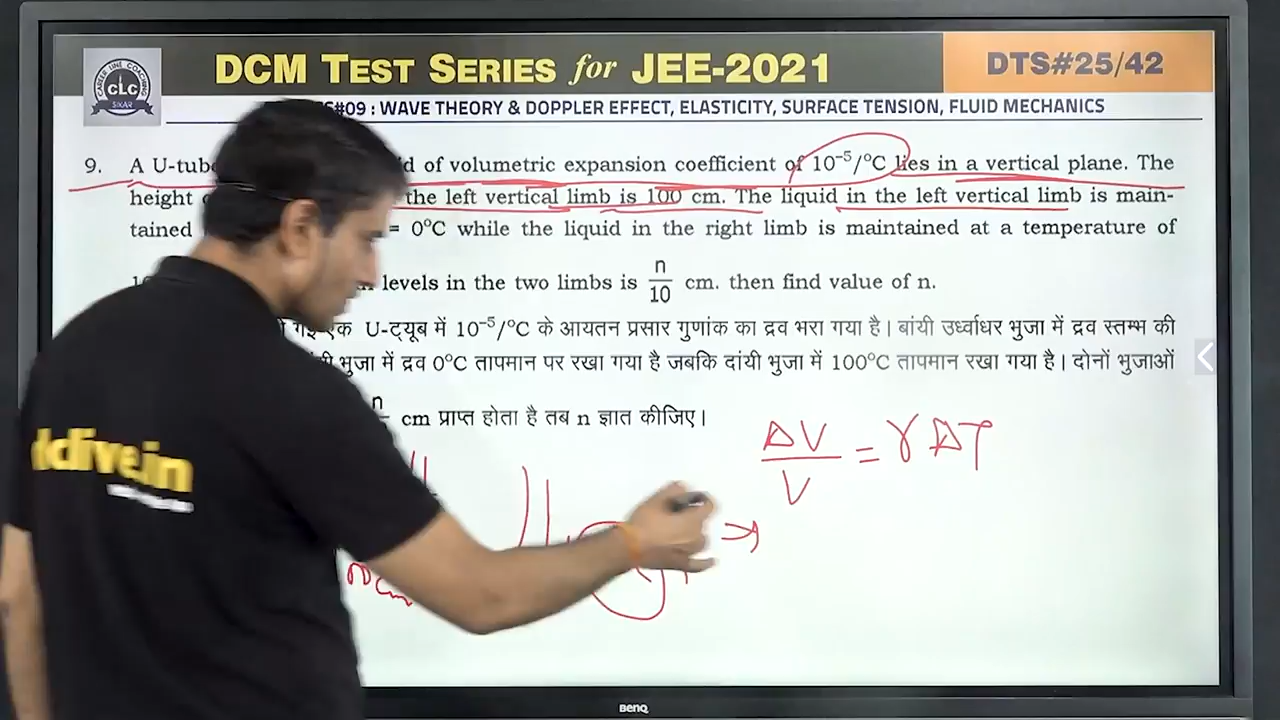 DCM TEST SERIES for JEE-2021
DTS#25/42
CLC
SIKAR
#09 : WAVE THEORY & DOPPLER EFFECT, ELASTICITY, SURFACE TENSION, FLUID MECHANICS
9. A U-tube of volumetric expansion coefficient of 10⁻⁵/°C lies in a vertical plane. The
height the left vertical limb is 100 cm. The liquid in the left vertical limb is main-
tained = 0°C while the liquid in the right limb is maintained at a temperature of
levels in the two limbs is n/10 cm. then find value of n.
एक U-ट्यूब में 10⁻⁵/°C के आयतन प्रसार गुणांक का द्रव भरा गया है। बांयी उर्ध्वाधर भुजा में द्रव स्तम्भ की
भुजा में द्रव 0°C तापमान पर रखा गया है जबकि दांयी भुजा में 100°C तापमान रखा गया है। दोनों भुजाओं
n cm प्राप्त होता है तब n ज्ञात कीजिए।
ΔV/V = γΔT
cm
dive.in
BenQ